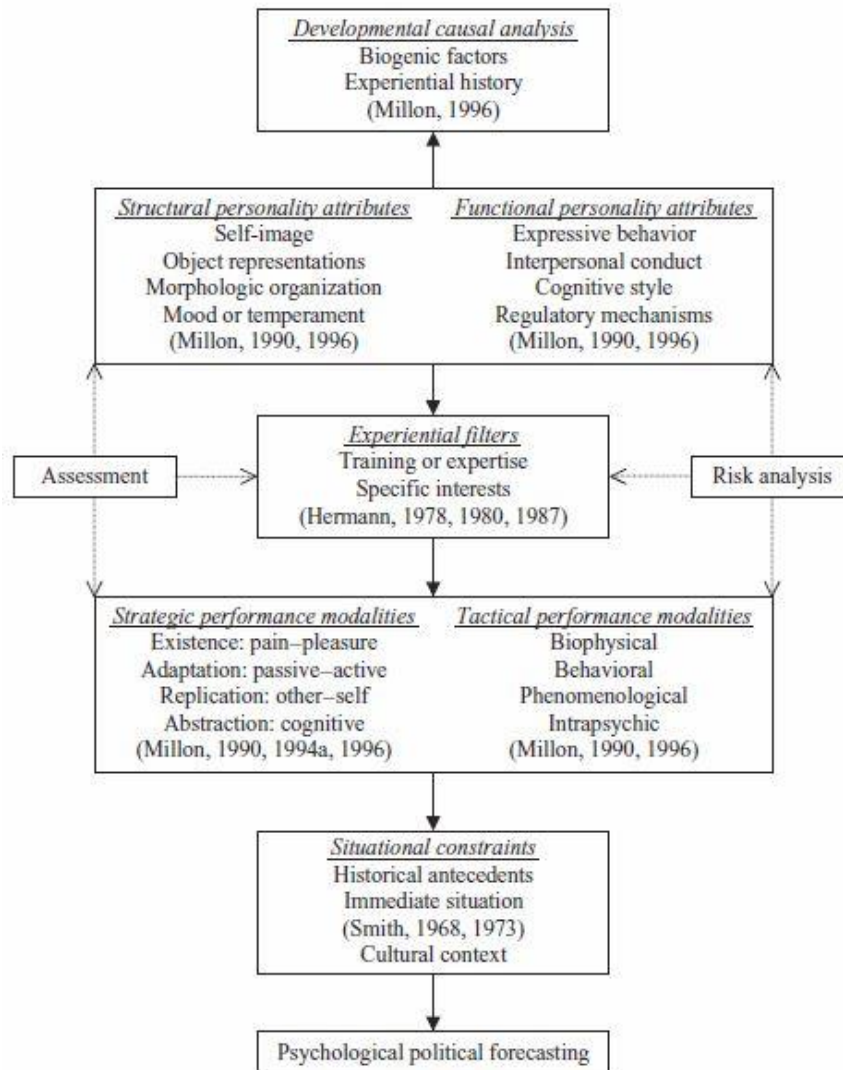 Developmental causal analysis
Biogenic factors
Experiential history
(Millon, 1996)
Structural personality attributes
Self-image
Object representations
Morphologic organization
Mood or temperament
(Millon, 1990, 1996)
Functional personality attributes
Expressive behavior
Interpersonal conduct
Cognitive style
Regulatory mechanisms
(Millon, 1990, 1996)
Assessment
Experiential filters
Training or expertise
Specific interests
(Hermann, 1978, 1980, 1987)
Risk analysis
Strategic performance modalities
Existence: pain–pleasure
Adaptation: passive–active
Replication: other–self
Abstraction: cognitive
(Millon, 1990, 1994a, 1996)
Tactical performance modalities
Biophysical
Behavioral
Phenomenological
Intrapsychic
(Millon, 1990, 1996)
Situational constraints
Historical antecedents
Immediate situation
(Smith, 1968, 1973)
Cultural context
Psychological political forecasting